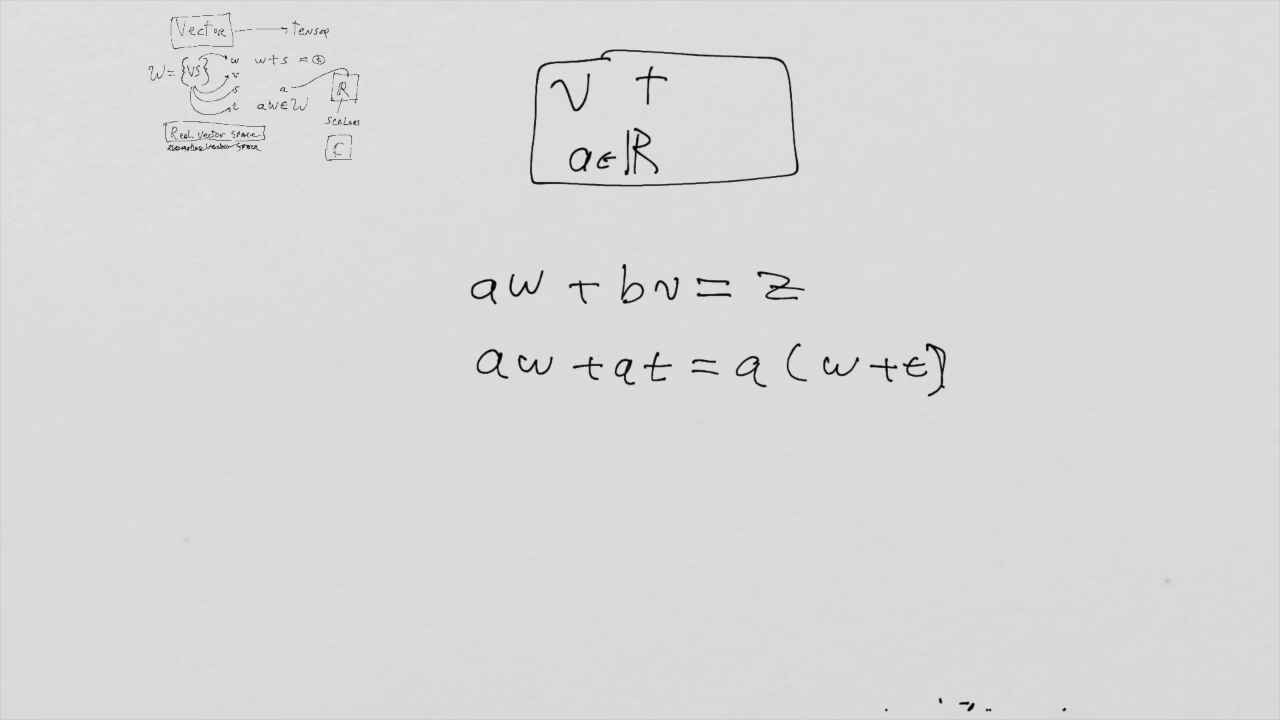 Vector → Tensor
W = {VS} w w+s = t
v
s a R
t aw∈W
SCALARS
Real vector space
C
V +
a∈ℝ
aw + bv = z
aw + at = a(w+t)